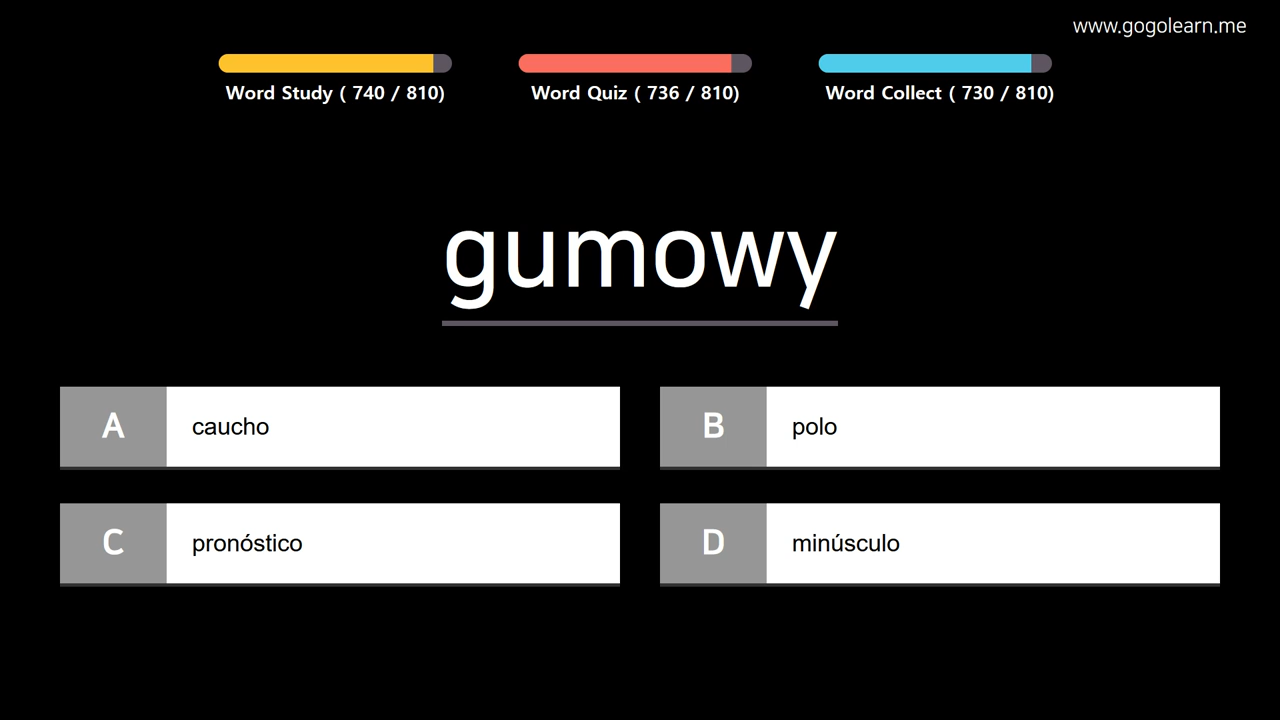 www.gogolearn.me
Word Study ( 740 / 810)
Word Quiz ( 736 / 810)
Word Collect ( 730 / 810)
gumowy
A caucho
B polo
C pronóstico
D minúsculo